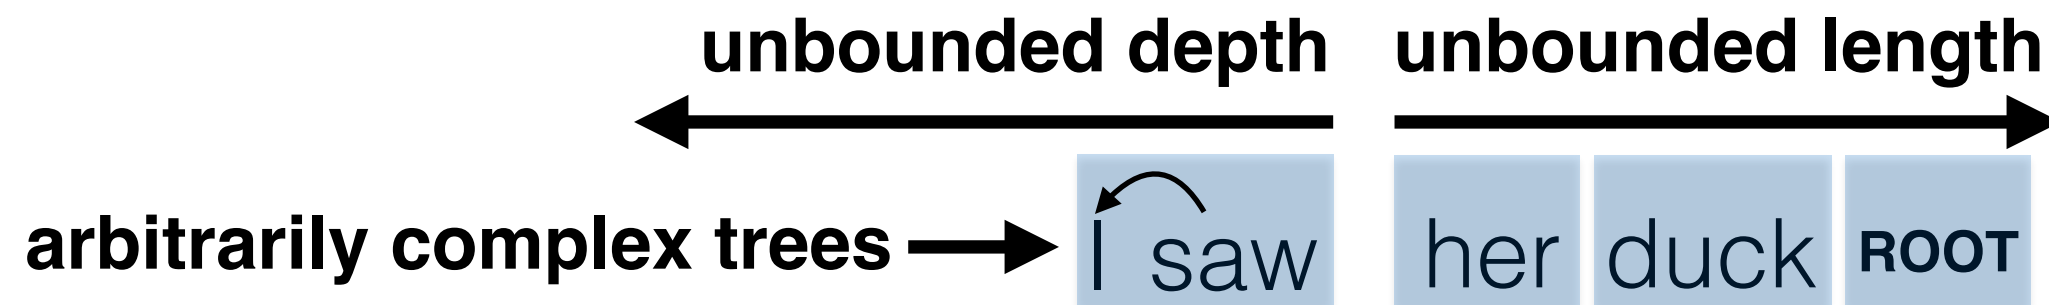 unbounded depth unbounded length
arbitrarily complex trees I saw her duck ROOT